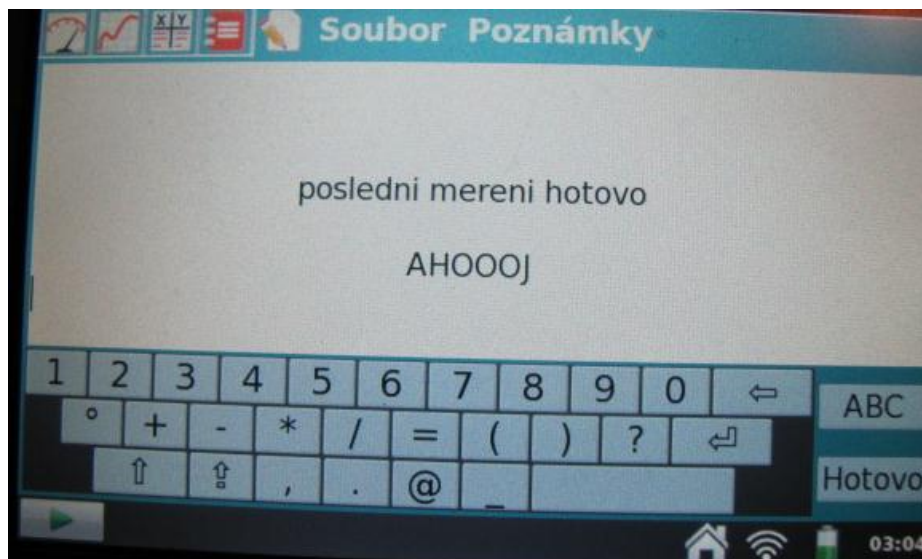 X Y Soubor Poznámky
posledni mereni hotovo
AHOOOJ
1 2 3 4 5 6 7 8 9 0 ⇦
ABC
° + - * / = ( ) ? ⏎
⇧ ⇪ , . @ _
Hotovo
03:04